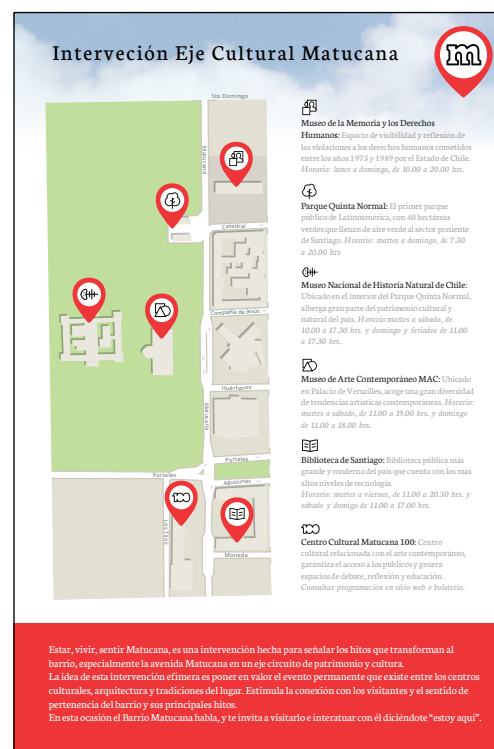 Interveción Eje Cultural Matucana
m
Sto Domingo
Matucana
Catedral
Compañía de Jesús
Huérfanos
Matucana
Portales
Portales
Agustinas
Los Titos
Moneda
100
Museo de la Memoria y los Derechos
Humanos: Espacio de visibilidad y reflexión de
las violaciones a los derechos humanos cometidos
entre los años 1973 y 1989 por el Estado de Chile.
Horario: lunes a domingo, de 10.00 a 20.00 hrs.
Parque Quinta Normal: El primer parque
público de Latinoamérica, con 40 hectáreas
verdes que llenan de aire verde al sector poniente
de Santiago. Horario: martes a domingo, de 7.30
a 20.00 hrs
Museo Nacional de Historia Natural de Chile:
Ubicado en el interior del Parque Quinta Normal,
alberga gran parte del patrimonio cultural y
natural del país. Horario:martes a sábado, de
10.00 a 17.30 hrs. y domingo y feriados de 11.00
a 17.30 hrs.
Museo de Arte Contemporáneo MAC: Ubicado
en Palacio de Versailles, acoge una gran diversidad
de tendencias artísticas contemporáneas. Horario:
martes a sábado, de 11.00 a 19.00 hrs. y domingo
de 11.00 a 18.00 hrs.
Biblioteca de Santiago: Biblioteca pública más
grande y moderna del país que cuenta con los más
altos niveles de tecnología.
Horario: martes a viernes, de 11.00 a 20.30 hrs. y
sábado y domigo de 11.00 a 17.00 hrs.
100
Centro Cultural Matucana 100: Centro
cultural relacionada con el arte contemporáneo,
garantiza el acceso a los públicos y genera
espacios de debate, reflexión y educación.
Consultar programación en sitio web o boletería.
Estar, vivir, sentir Matucana, es una intervención hecha para señalar los hitos que transforman al
barrio, especialmente la avenida Matucana en un eje circuito de patrimonio y cultura.
La idea de esta intervención efímera es poner en valor el evento permanente que existe entre los centros
culturales, arquitectura y tradiciones del lugar. Estimula la conexión con los visitantes y el sentido de
pertenencia del barrio y sus principales hitos.
En esta ocasión el Barrio Matucana habla, y te invita a visitarlo e interatuar con él diciéndote “estoy aquí”.